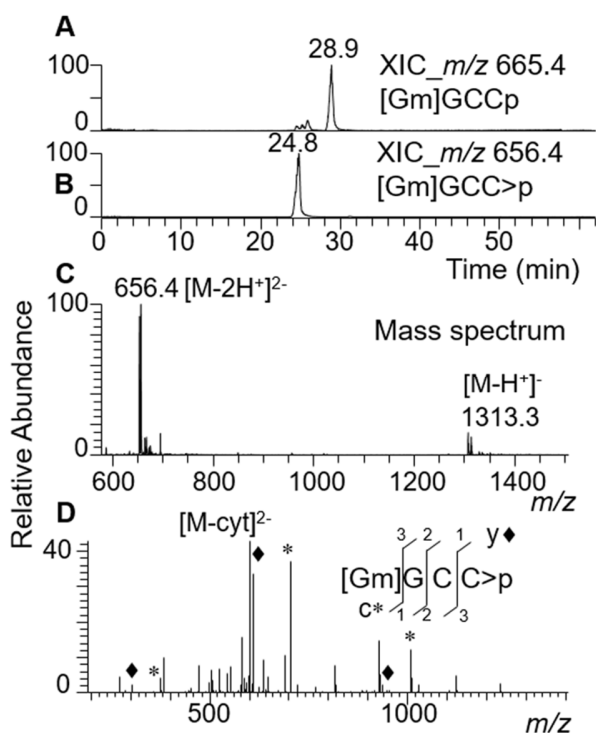 A
28.9
100
XIC_m/z 665.4
[Gm]GCCp
0
24.8
100
B
XIC_m/z 656.4
[Gm]GCC>p
0
0 10 20 30 40 50
Time (min)
C
656.4 [M-2H⁺]²⁻
100
Mass spectrum
[M-H⁺]⁻
1313.3
0
600 800 1000 1200 1400
m/z
Relative Abundance
D
[M-cyt]²⁻
40
3 2 1 y♦
[Gm]G C C>p
c* 1 2 3
♦ * ♦ * ♦ *
0
500 1000
m/z